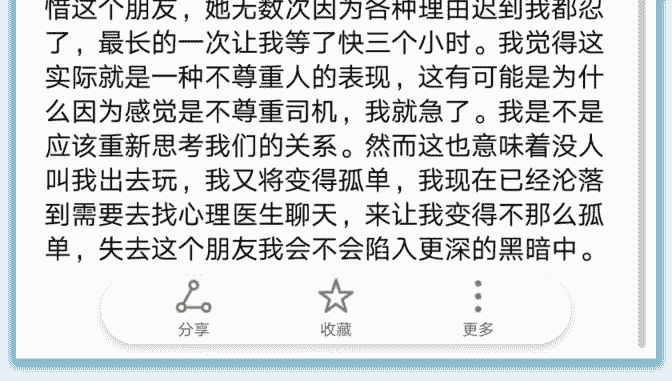 惜这个朋友，她无数次因为各种理由迟到我都忍
了，最长的一次让我等了快三个小时。我觉得这
实际就是一种不尊重人的表现，这有可能是为什
么因为感觉是不尊重司机，我就急了。我是不是
应该重新思考我们的关系。然而这也意味着没人
叫我出去玩，我又将变得孤单，我现在已经沦落
到需要去找心理医生聊天，来让我变得不那么孤
单，失去这个朋友我会不会陷入更深的黑暗中。
分享 收藏 更多